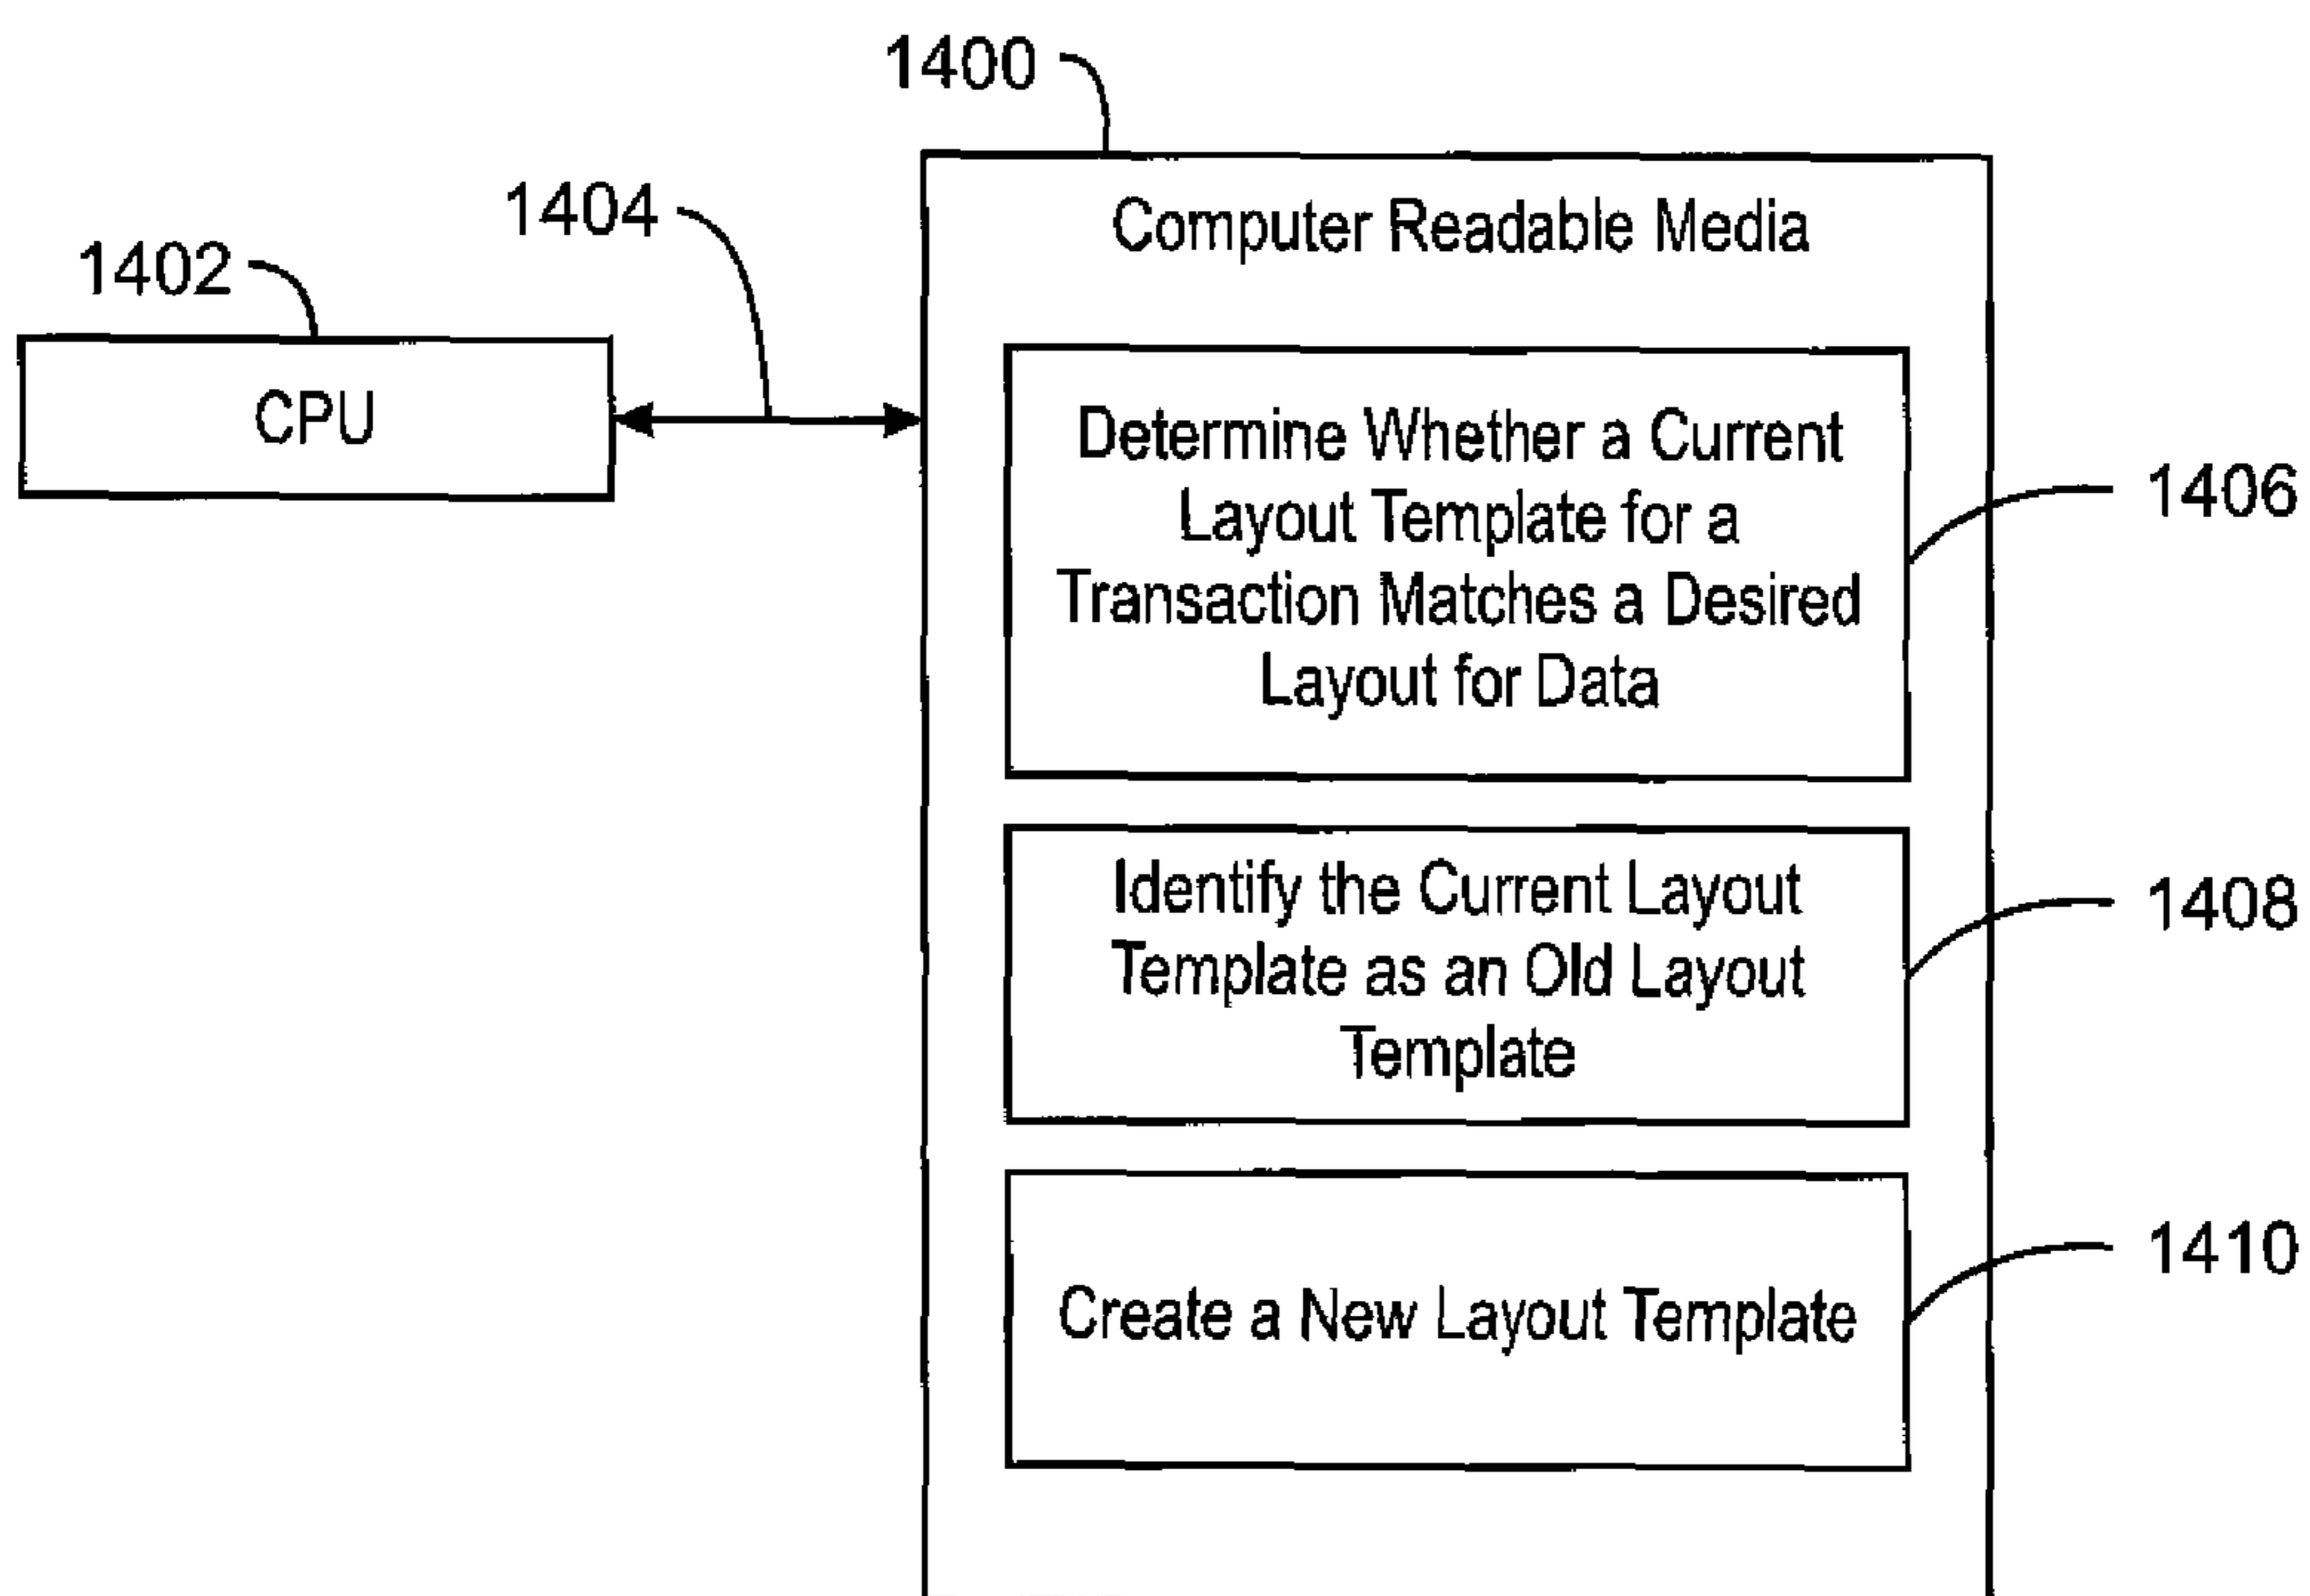 1400
1404
1402
Computer Readable Media
CPU
Determine Whether a Current
Layout Template for a
Transaction Matches a Desired
Layout for Data
1406
Identify the Current Layout
Template as an Old Layout
Template
1408
Create a New Layout Template
1410